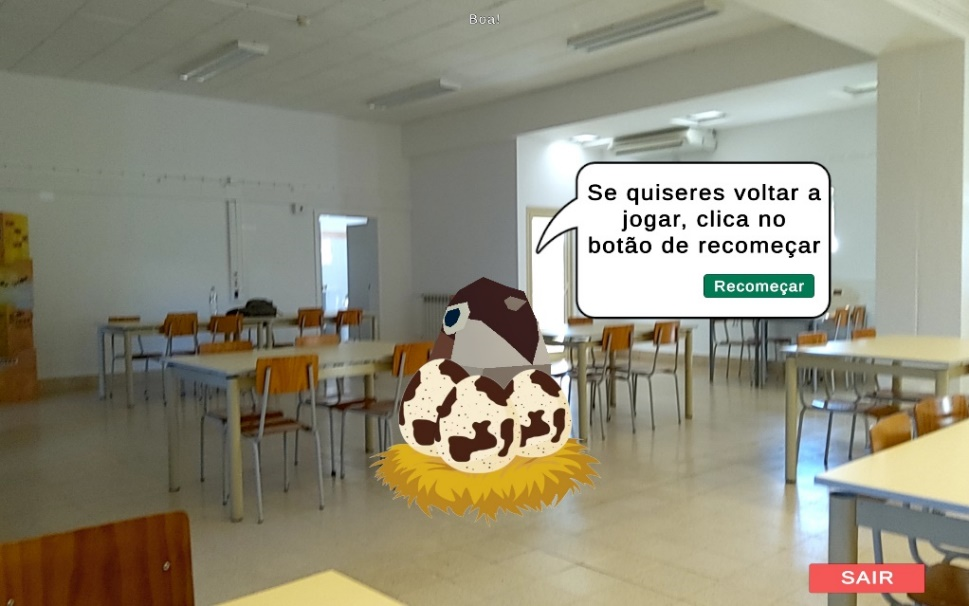 Boa!
Se quiseres voltar a
jogar, clica no
botão de recomeçar
Recomeçar
SAIR